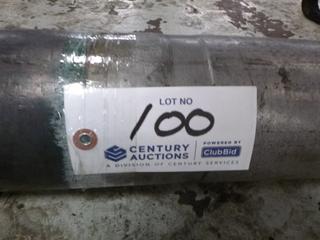 LOT NO
100
CENTURY AUCTIONS
POWERED BY ClubBid
A DIVISION OF CENTURY SERVICES